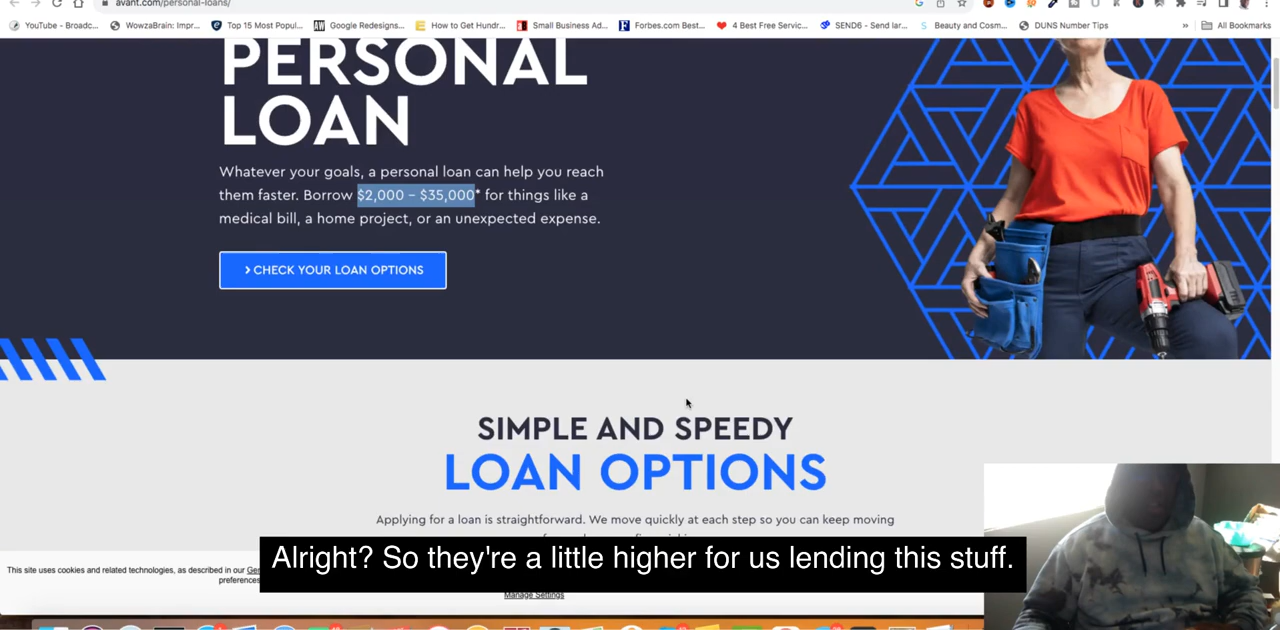 avant.com/personal-loans/
YouTube - Broadc...
WowzaBrain: Impr...
Top 15 Most Popul...
Google Redesigns...
How to Get Hundr...
Small Business Ad...
Forbes.com Best...
4 Best Free Servic...
SEND6 - Send lar...
Beauty and Cosm...
DUNS Number Tips
»
All Bookmarks
PERSONAL
LOAN
Whatever your goals, a personal loan can help you reach
them faster. Borrow $2,000 – $35,000* for things like a
medical bill, a home project, or an unexpected expense.
CHECK YOUR LOAN OPTIONS
SIMPLE AND SPEEDY
LOAN OPTIONS
Applying for a loan is straightforward. We move quickly at each step so you can keep moving
Alright? So they're a little higher for us lending this stuff.
This site uses cookies and related technologies, as described in our
preferences
Manage Settings